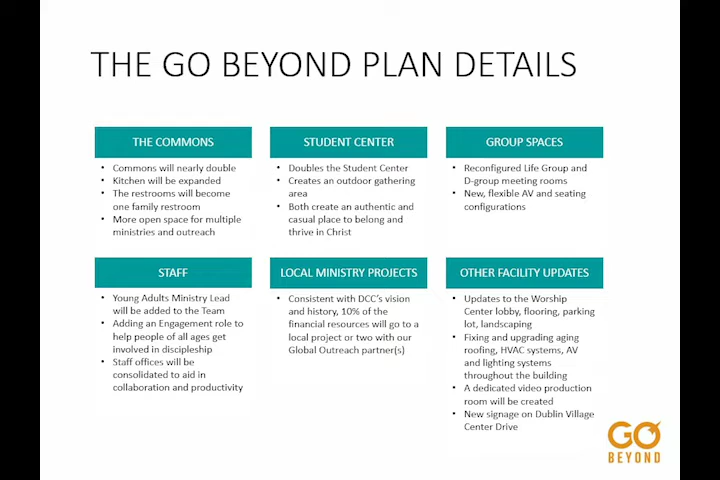 THE GO BEYOND PLAN DETAILS
THE COMMONS
• Commons will nearly double
• Kitchen will be expanded
• The restrooms will become
one family restroom
• More open space for multiple
ministries and outreach
STUDENT CENTER
• Doubles the Student Center
• Creates an outdoor gathering
area
• Both create an authentic and
casual place to belong and
thrive in Christ
GROUP SPACES
• Reconfigured Life Group and
D-group meeting rooms
• New, flexible AV and seating
configurations
STAFF
• Young Adults Ministry Lead
will be added to the Team
• Adding an Engagement role to
help people of all ages get
involved in discipleship
• Staff offices will be
consolidated to aid in
collaboration and productivity
LOCAL MINISTRY PROJECTS
• Consistent with DCC's vision
and history, 10% of the
financial resources will go to a
local project or two with our
Global Outreach partner(s)
OTHER FACILITY UPDATES
• Updates to the Worship
Center lobby, flooring, parking
lot, landscaping
• Fixing and upgrading aging
roofing, HVAC systems, AV
and lighting systems
throughout the building
• A dedicated video production
room will be created
• New signage on Dublin Village
Center Drive
GO
BEYOND